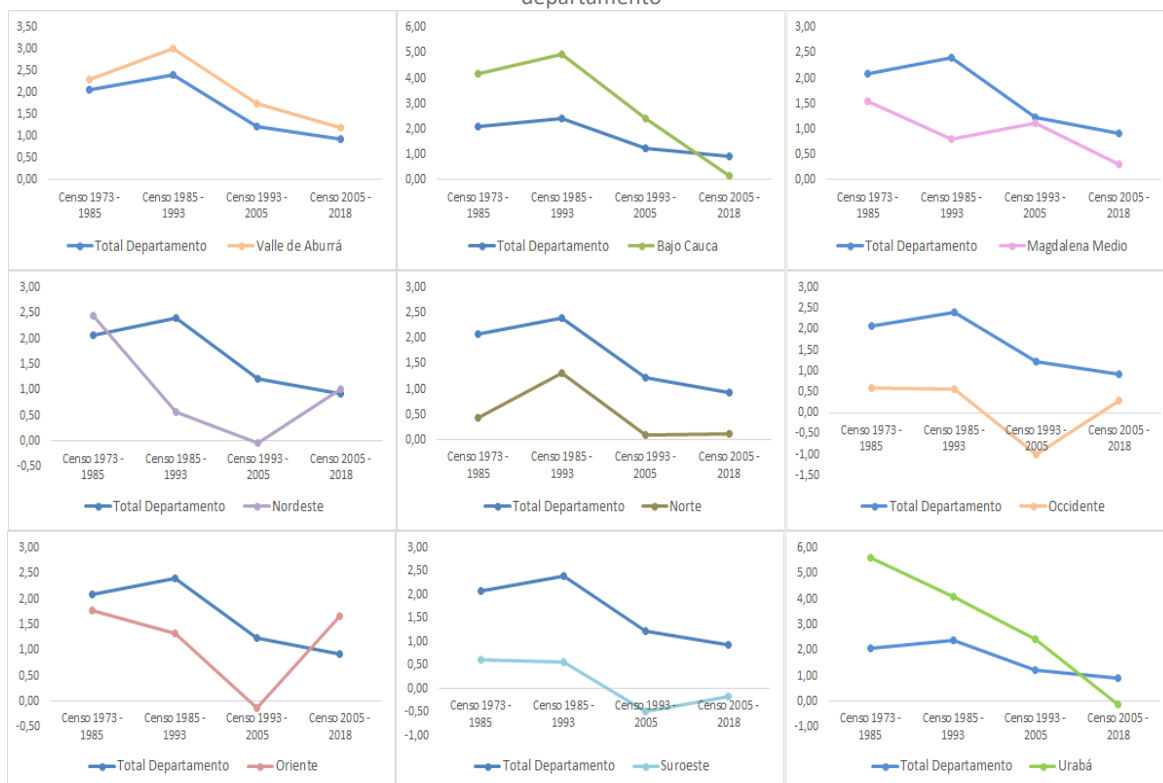 departamento
3,50
3,00
2,50
2,00
1,50
1,00
0,50
0,00
Censo 1973 - 1985
Censo 1985 - 1993
Censo 1993 - 2005
Censo 2005 - 2018
Total Departamento Valle de Aburrá
6,00
5,00
4,00
3,00
2,00
1,00
0,00
Censo 1973 - 1985
Censo 1985 - 1993
Censo 1993 - 2005
Censo 2005 - 2018
Total Departamento Bajo Cauca
3,00
2,50
2,00
1,50
1,00
0,50
0,00
Censo 1973 - 1985
Censo 1985 - 1993
Censo 1993 - 2005
Censo 2005 - 2018
Total Departamento Magdalena Medio
3,00
2,50
2,00
1,50
1,00
0,50
0,00
-0,50
Censo 1973 - 1985
Censo 1985 - 1993
Censo 1993 - 2005
Censo 2005 - 2018
Total Departamento Nordeste
3,00
2,50
2,00
1,50
1,00
0,50
0,00
Censo 1973 - 1985
Censo 1985 - 1993
Censo 1993 - 2005
Censo 2005 - 2018
Total Departamento Norte
3,00
2,50
2,00
1,50
1,00
0,50
0,00
-0,50
-1,00
-1,50
Censo 1973 - 1985
Censo 1985 - 1993
Censo 1993 - 2005
Censo 2005 - 2018
Total Departamento Occidente
3,00
2,50
2,00
1,50
1,00
0,50
0,00
-0,50
Censo 1973 - 1985
Censo 1985 - 1993
Censo 1993 - 2005
Censo 2005 - 2018
Total Departamento Oriente
3,00
2,50
2,00
1,50
1,00
0,50
0,00
-0,50
-1,00
Censo 1973 - 1985
Censo 1985 - 1993
Censo 1993 - 2005
Censo 2005 - 2018
Total Departamento Suroeste
6,00
5,00
4,00
3,00
2,00
1,00
0,00
-1,00
Censo 1973 - 1985
Censo 1985 - 1993
Censo 1993 - 2005
Censo 2005 - 2018
Total Departamento Urabá